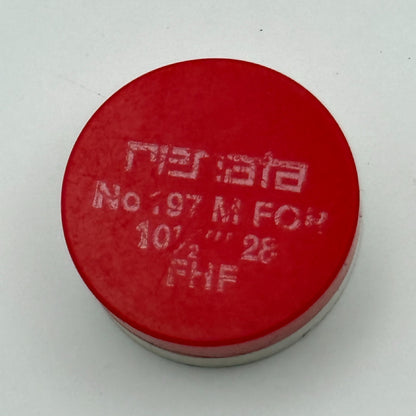 renata
No 197 M FOR
10½''' 28
FHF